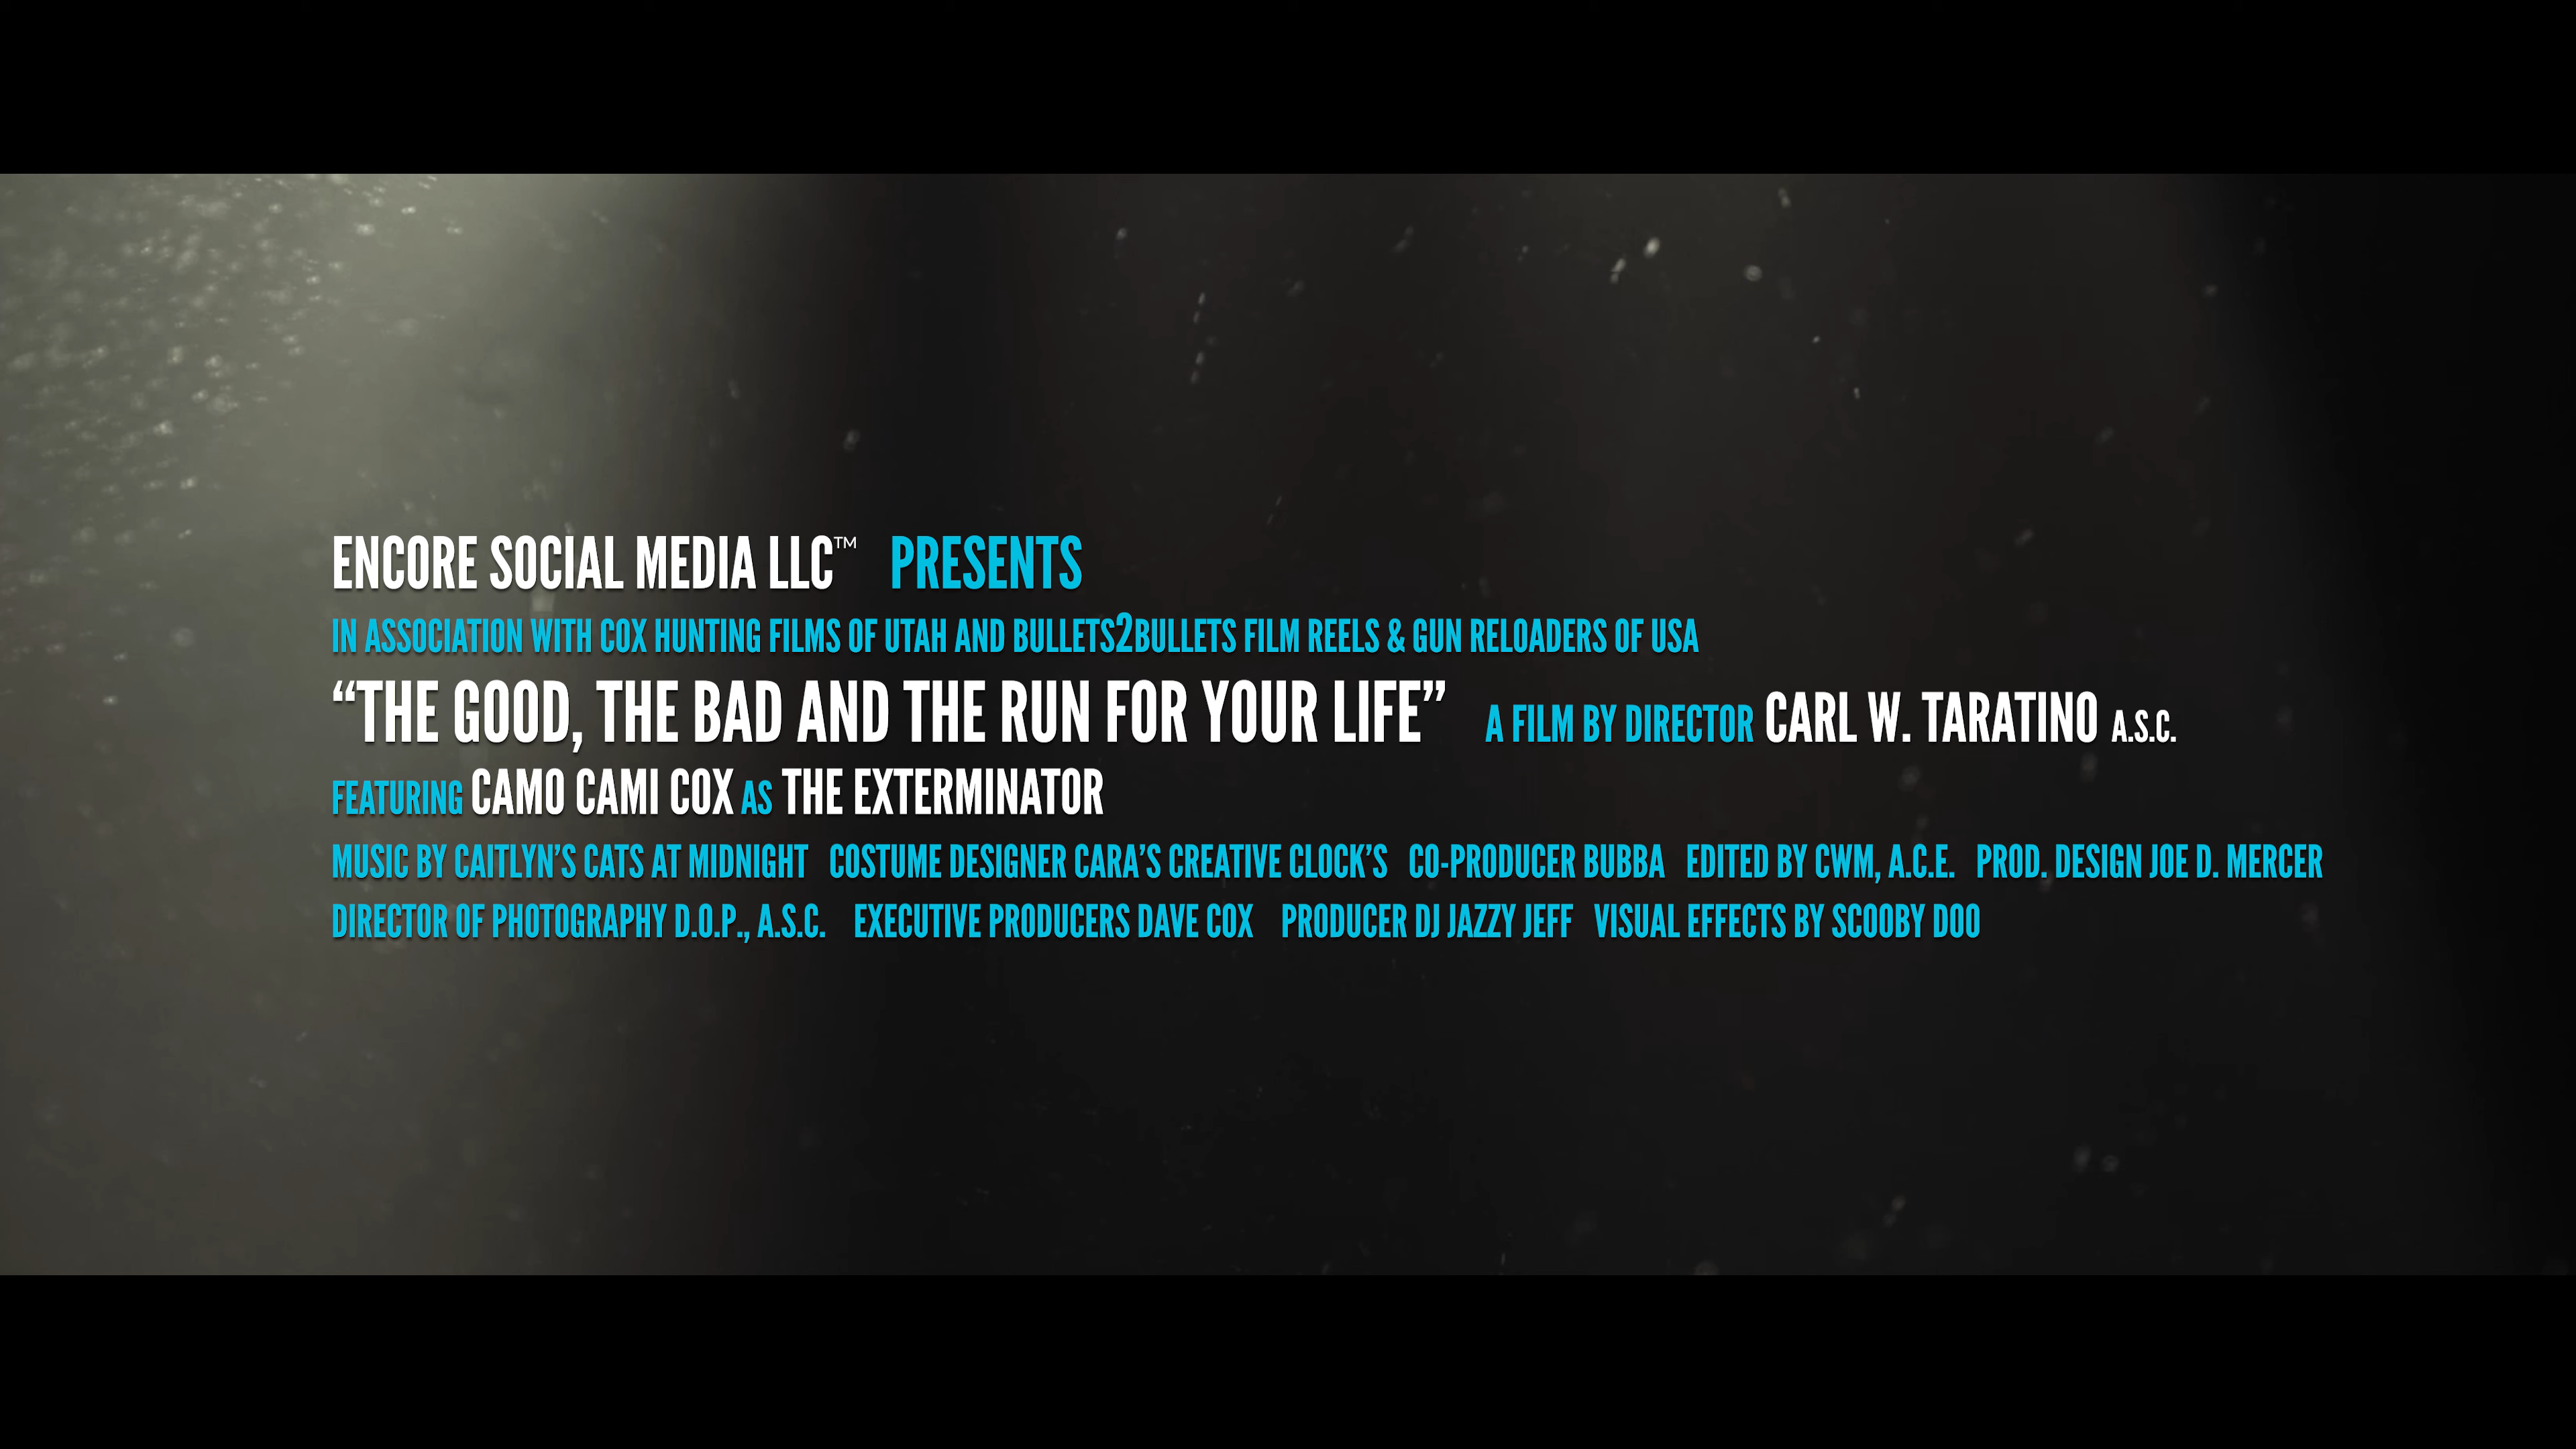 ENCORE SOCIAL MEDIA LLC™ PRESENTS
IN ASSOCIATION WITH COX HUNTING FILMS OF UTAH AND BULLETS2BULLETS FILM REELS & GUN RELOADERS OF USA
“THE GOOD, THE BAD AND THE RUN FOR YOUR LIFE” A FILM BY DIRECTOR CARL W. TARATINO A.S.C.
FEATURING CAMO CAMI COX AS THE EXTERMINATOR
MUSIC BY CAITLYN’S CATS AT MIDNIGHT COSTUME DESIGNER CARA’S CREATIVE CLOCK’S CO-PRODUCER BUBBA EDITED BY CWM, A.C.E. PROD. DESIGN JOE D. MERCER
DIRECTOR OF PHOTOGRAPHY D.O.P., A.S.C. EXECUTIVE PRODUCERS DAVE COX PRODUCER DJ JAZZY JEFF VISUAL EFFECTS BY SCOOBY DOO